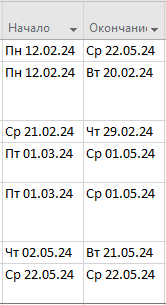 Начало Окончание
Пн 12.02.24 Ср 22.05.24
Пн 12.02.24 Вт 20.02.24
Ср 21.02.24 Чт 29.02.24
Пт 01.03.24 Ср 01.05.24
Пт 01.03.24 Ср 01.05.24
Чт 02.05.24 Вт 21.05.24
Ср 22.05.24 Ср 22.05.24